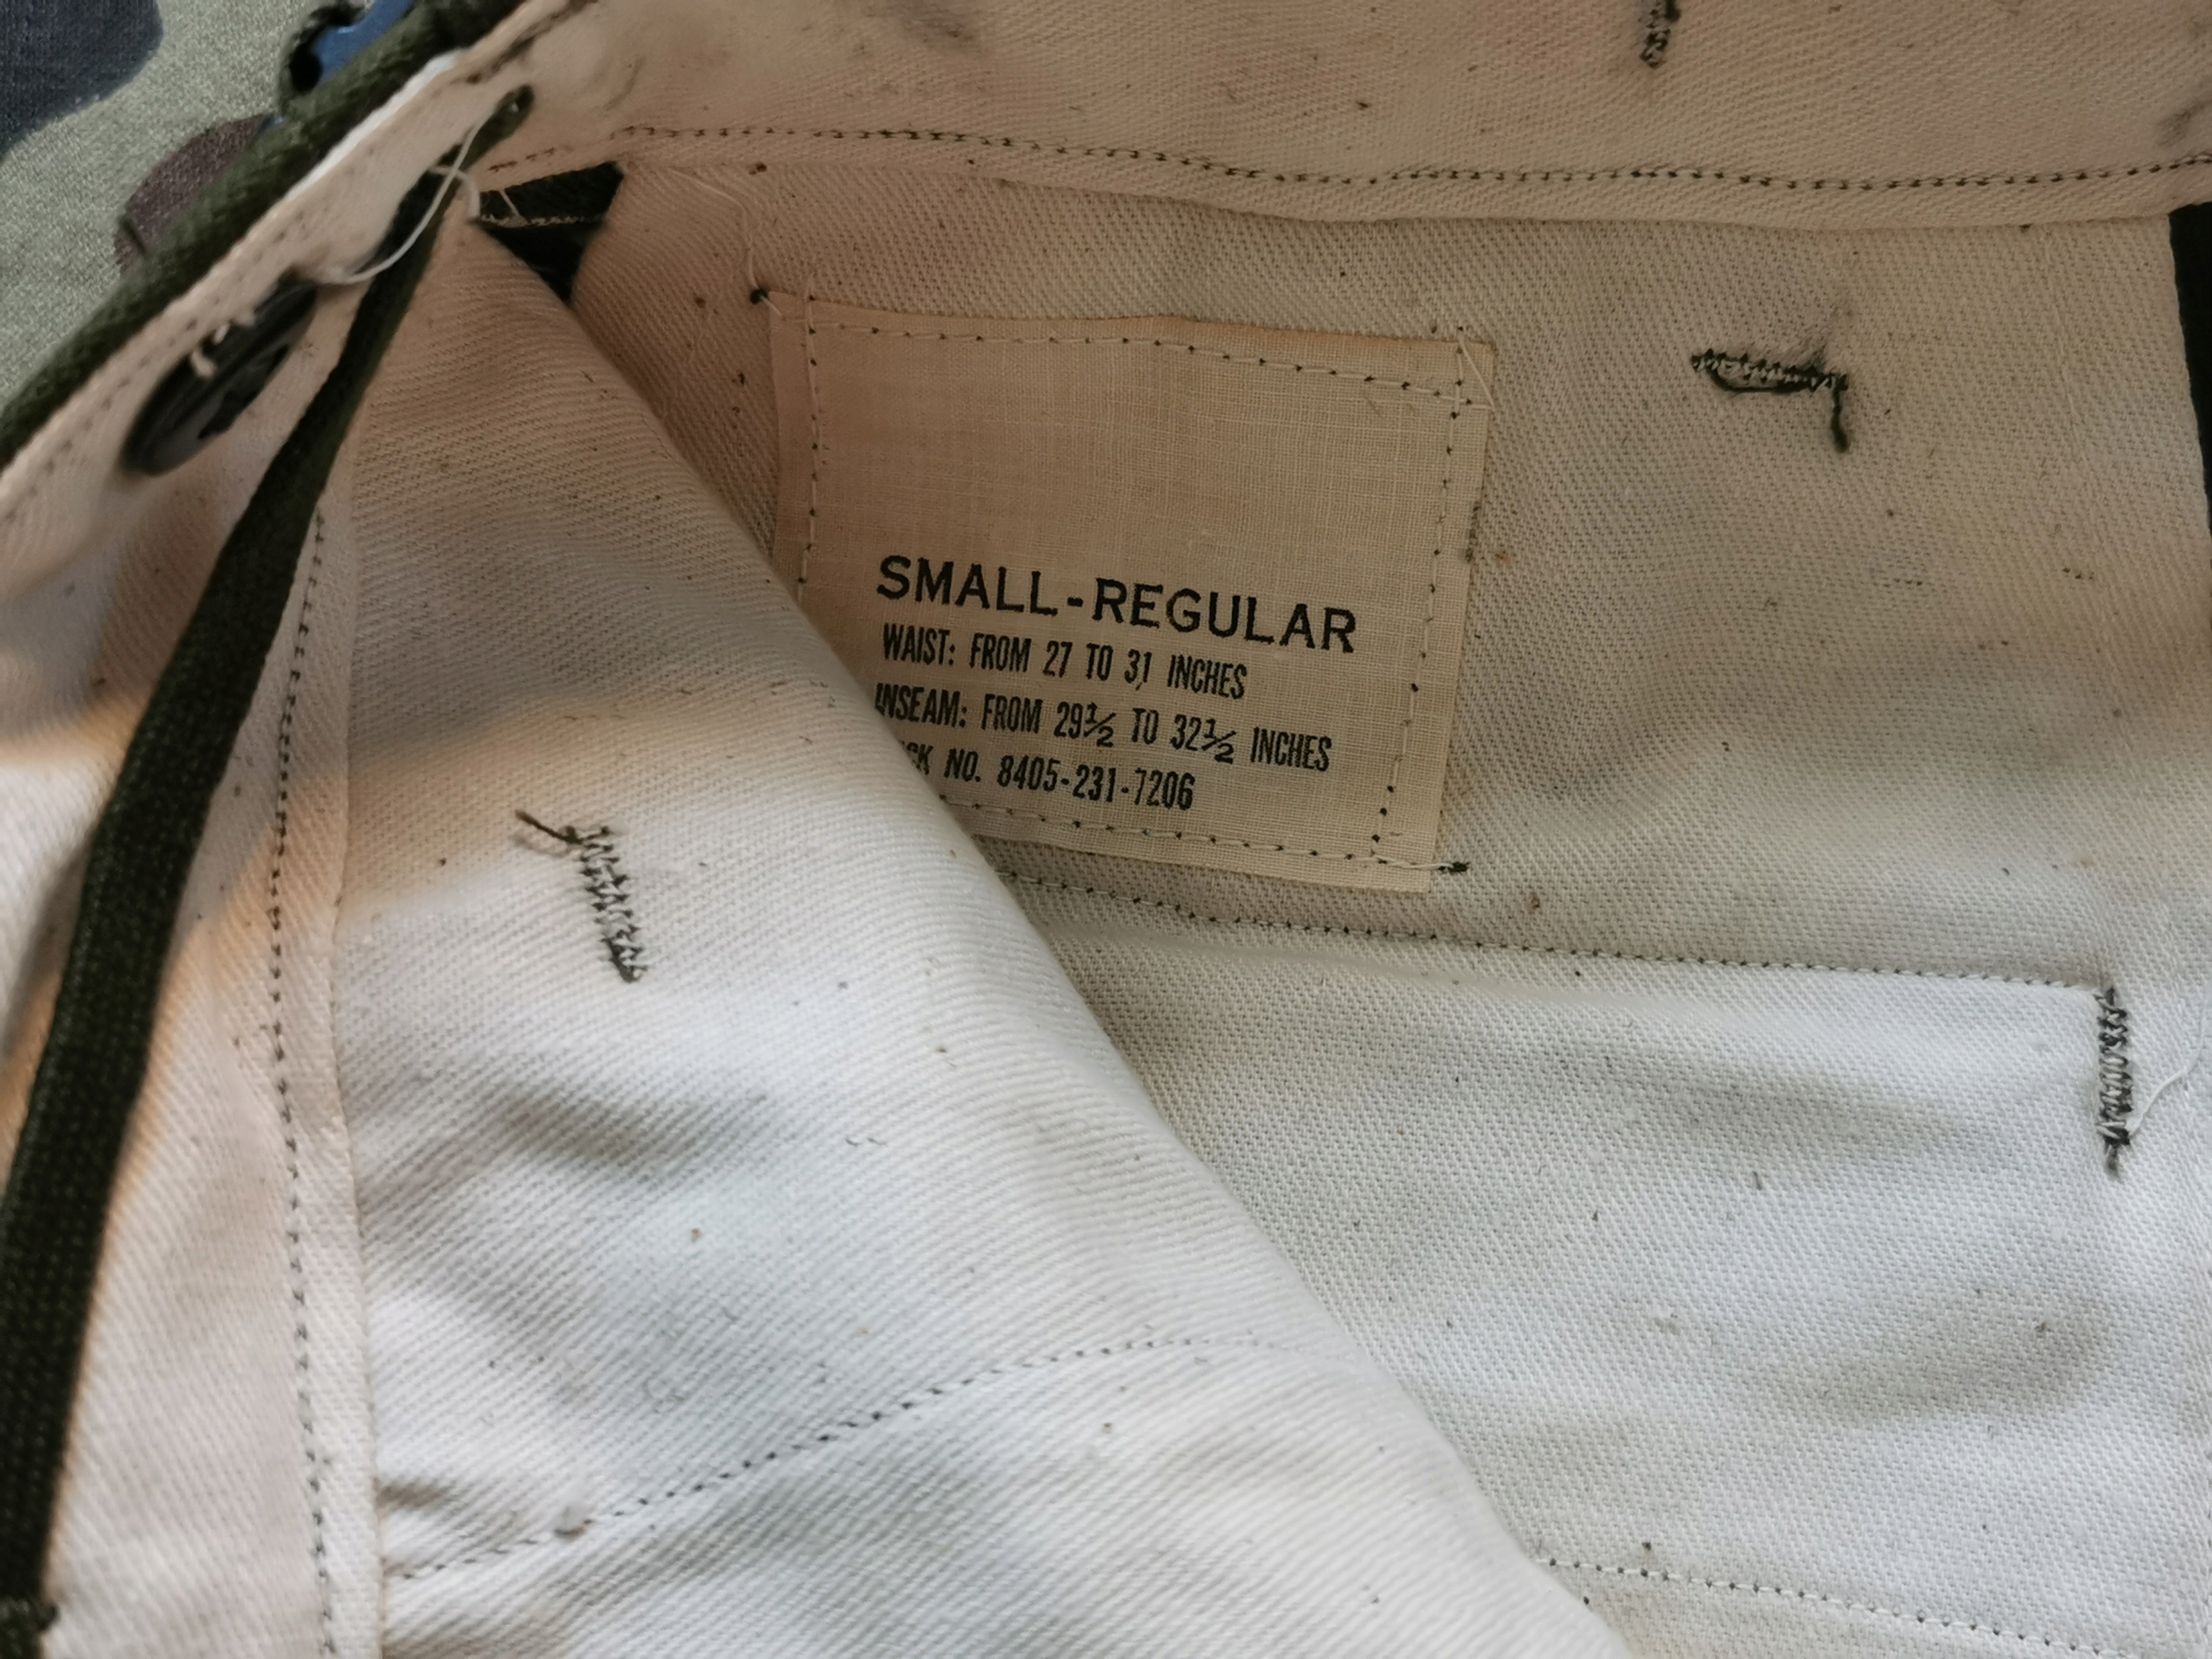 SMALL-REGULAR
WAIST: FROM 27 TO 31 INCHES
INSEAM: FROM 29½ TO 32½ INCHES
NO. 8405-231-7206